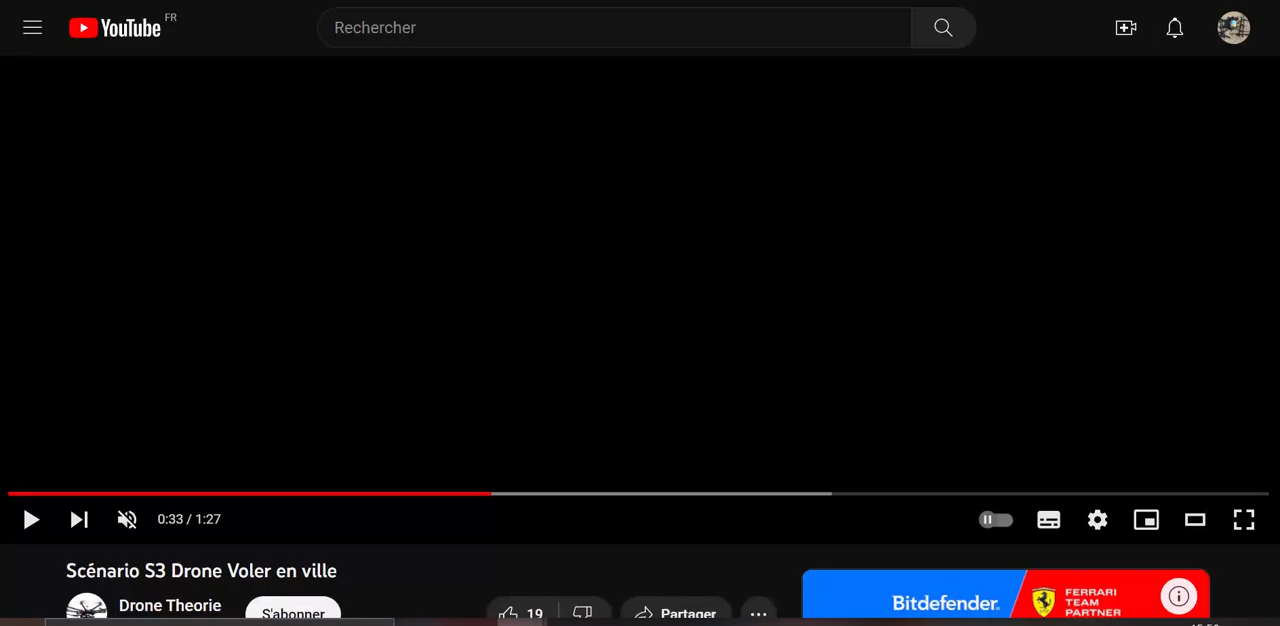 YouTube FR
Rechercher
0:33 / 1:27
Scénario S3 Drone Voler en ville
Drone Theorie
S'abonner
19
Partager
Bitdefender.
FERRARI
TEAM
PARTNER